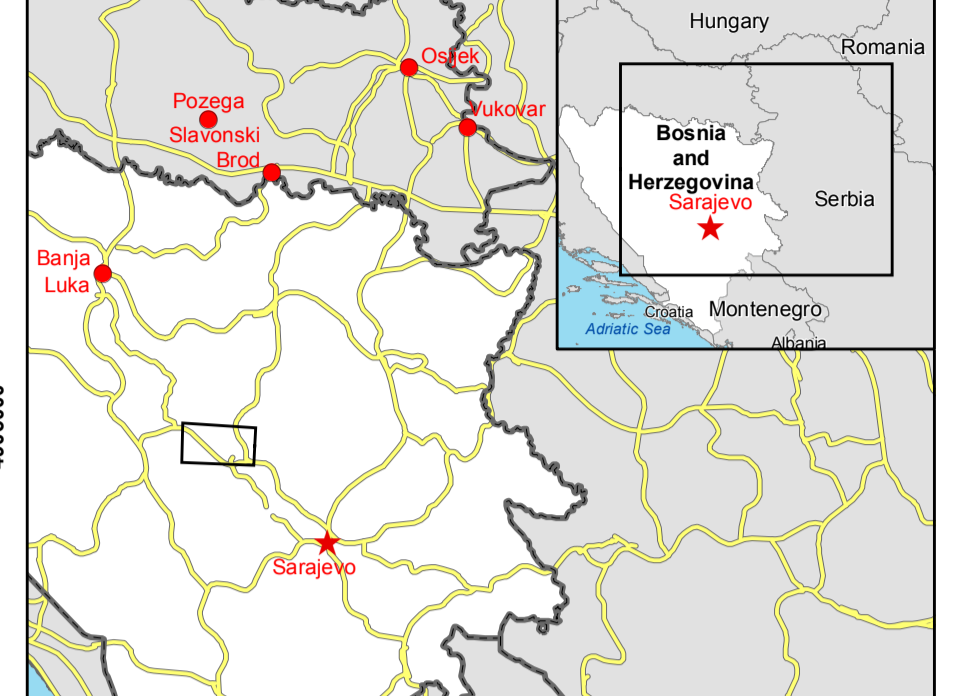 Osijek
Pozega
Slavonski
Brod
Vukovar
Banja
Luka
Sarajevo
Hungary
Romania
Bosnia
and
Herzegovina
Sarajevo
Serbia
Croatia
Montenegro
Adriatic Sea
Albania